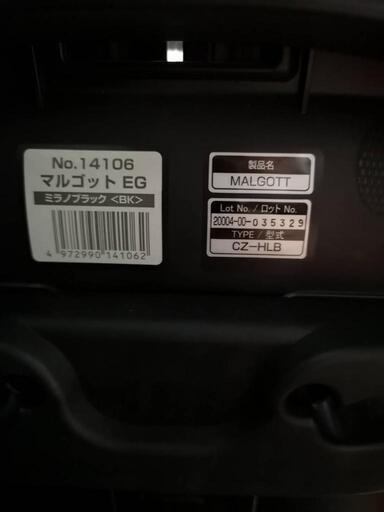 No.14106
マルゴット EG
ミラノブラック <BK>
4 972990 141062
製品名
MALGOTT
Lot No. / ロット No.
20004-00-035329
TYPE / 型式
CZ-HLB